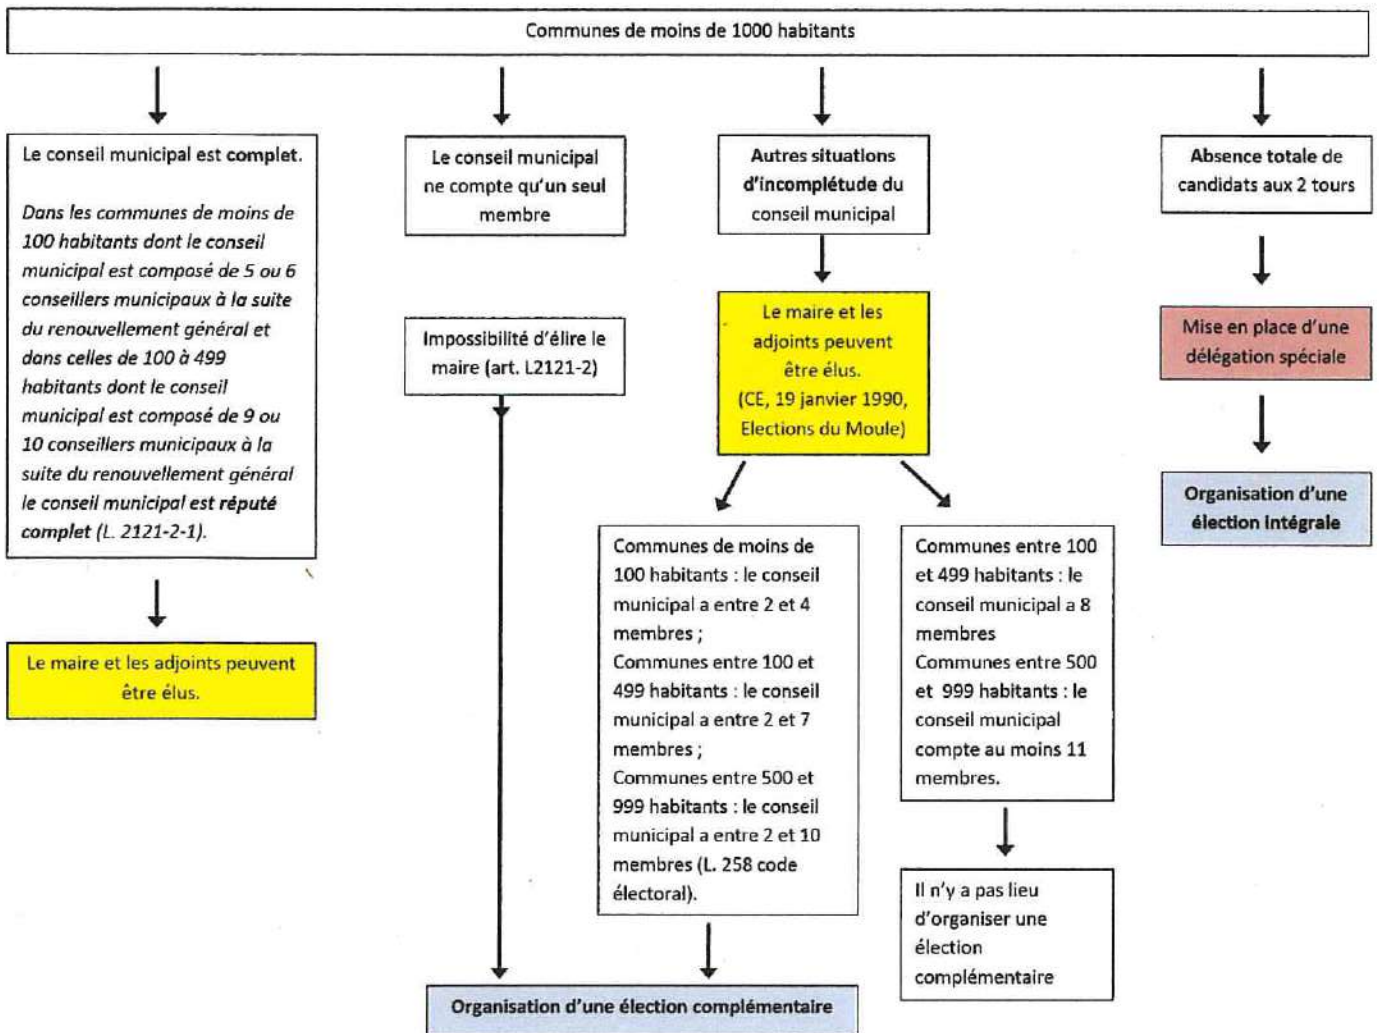 Communes de moins de 1000 habitants
Le conseil municipal est complet.
Dans les communes de moins de
100 habitants dont le conseil
municipal est composé de 5 ou 6
conseillers municipaux à la suite
du renouvellement général et
dans celles de 100 à 499
habitants dont le conseil
municipal est composé de 9 ou
10 conseillers municipaux à la
suite du renouvellement général
le conseil municipal est réputé
complet (L. 2121-2-1).
Le maire et les adjoints peuvent
être élus.
Le conseil municipal
ne compte qu'un seul
membre
Impossibilité d'élire le
maire (art. L2121-2)
Autres situations
d'incomplétude du
conseil municipal
Le maire et les
adjoints peuvent
être élus.
(CE, 19 janvier 1990,
Elections du Moule)
Communes de moins de
100 habitants : le conseil
municipal a entre 2 et 4
membres ;
Communes entre 100 et
499 habitants : le conseil
municipal a entre 2 et 7
membres ;
Communes entre 500 et
999 habitants : le conseil
municipal a entre 2 et 10
membres (L. 258 code
électoral).
Organisation d'une élection complémentaire
Communes entre 100
et 499 habitants : le
conseil municipal a 8
membres
Communes entre 500
et 999 habitants : le
conseil municipal
compte au moins 11
membres.
Il n'y a pas lieu
d'organiser une
élection
complémentaire
Absence totale de
candidats aux 2 tours
Mise en place d'une
délégation spéciale
Organisation d'une
élection intégrale